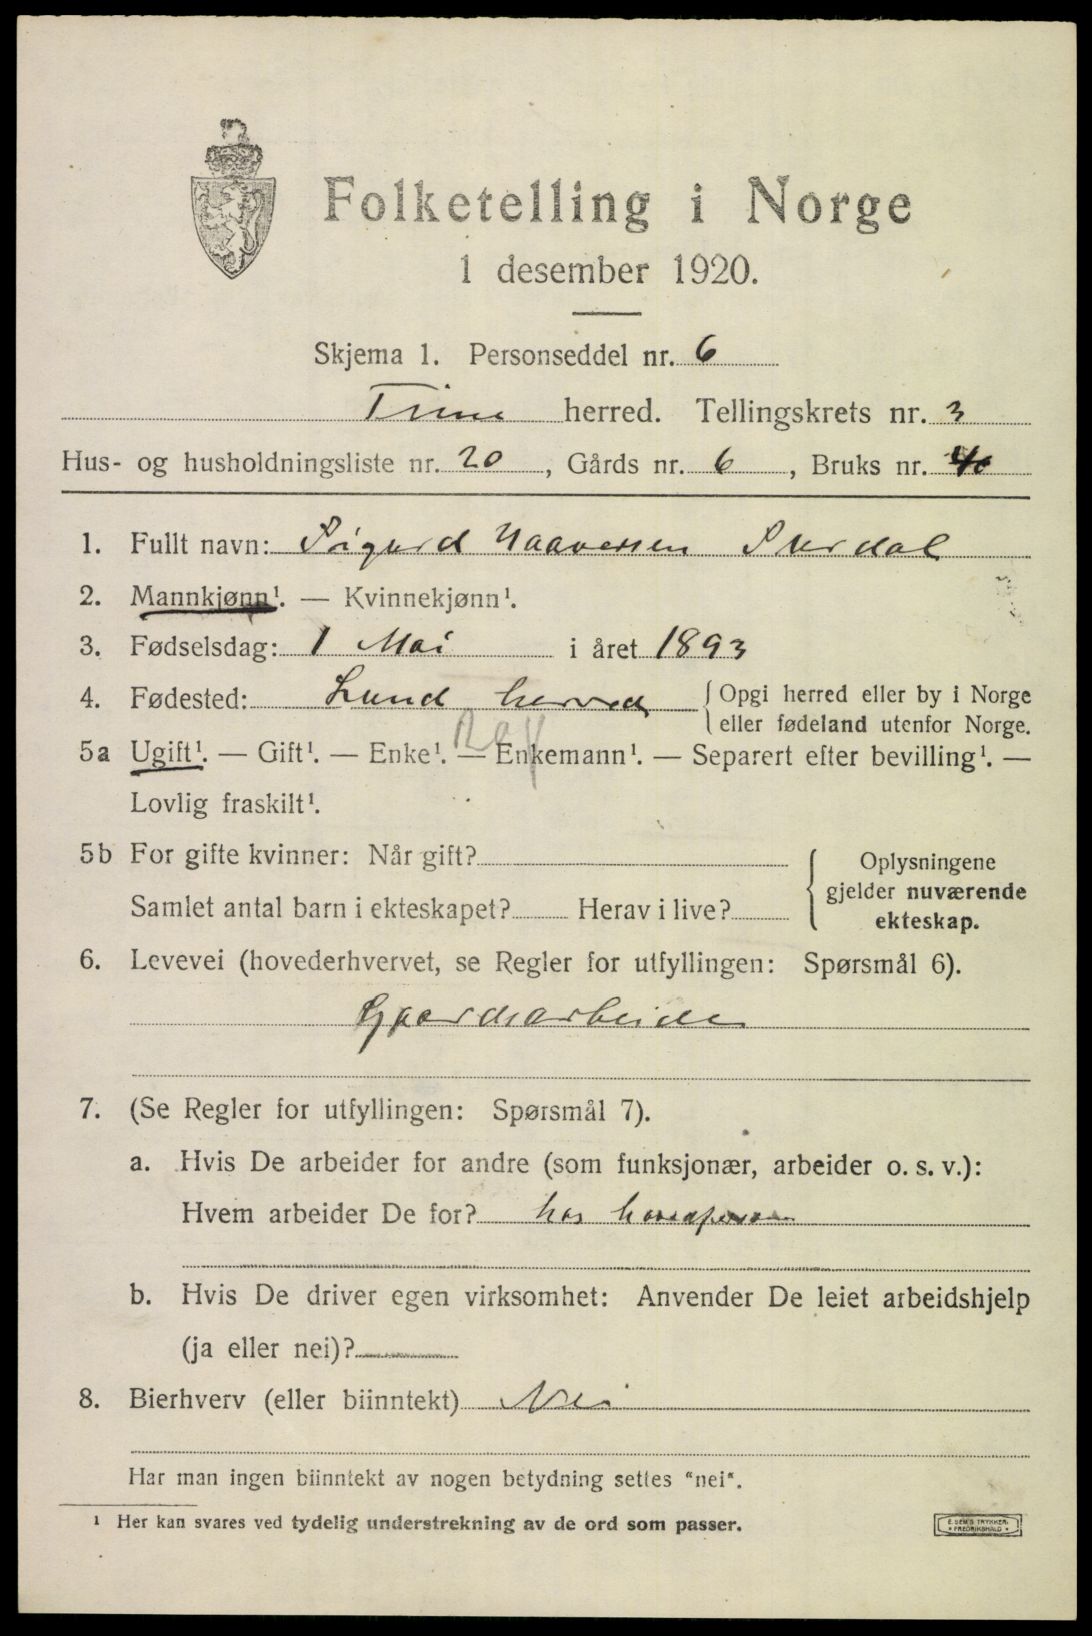 Folketelling i Norge
1 desember 1920.
Skjema 1. Personseddel nr. 6
Time herred. Tellingskrets nr. 3
Hus- og husholdningsliste nr. 20, Gårds nr. 6, Bruks nr.
1. Fullt navn: Sigurd Haaversen Surdal
2. Mannkjønn¹. — Kvinnekjønn¹.
3. Fødselsdag: 1 Mai i året 1893
4. Fødested: Lund herred { Opgi herred eller by i Norge
eller fødeland utenfor Norge.
5a Ugift¹. — Gift¹. — Enke¹. — Enkemann¹. — Separert efter bevilling¹. —
Lovlig fraskilt¹.
5b For gifte kvinner: Når gift?
Samlet antal barn i ekteskapet? Herav i live?
{ Oplysningene
gjelder nuværende
ekteskap.
6. Levevei (hovederhvervet, se Regler for utfyllingen: Spørsmål 6).
Gaardsarbeider
7. (Se Regler for utfyllingen: Spørsmål 7).
a. Hvis De arbeider for andre (som funksjonær, arbeider o. s. v.):
Hvem arbeider De for? hos hovedperson
b. Hvis De driver egen virksomhet: Anvender De leiet arbeidshjelp
(ja eller nei)?
8. Bierhverv (eller biinntekt) Nei
Har man ingen biinntekt av nogen betydning settes "nei".
¹ Her kan svares ved tydelig understrekning av de ord som passer.
E. SEM'S TRYKKERI
FREDRIKSHALD